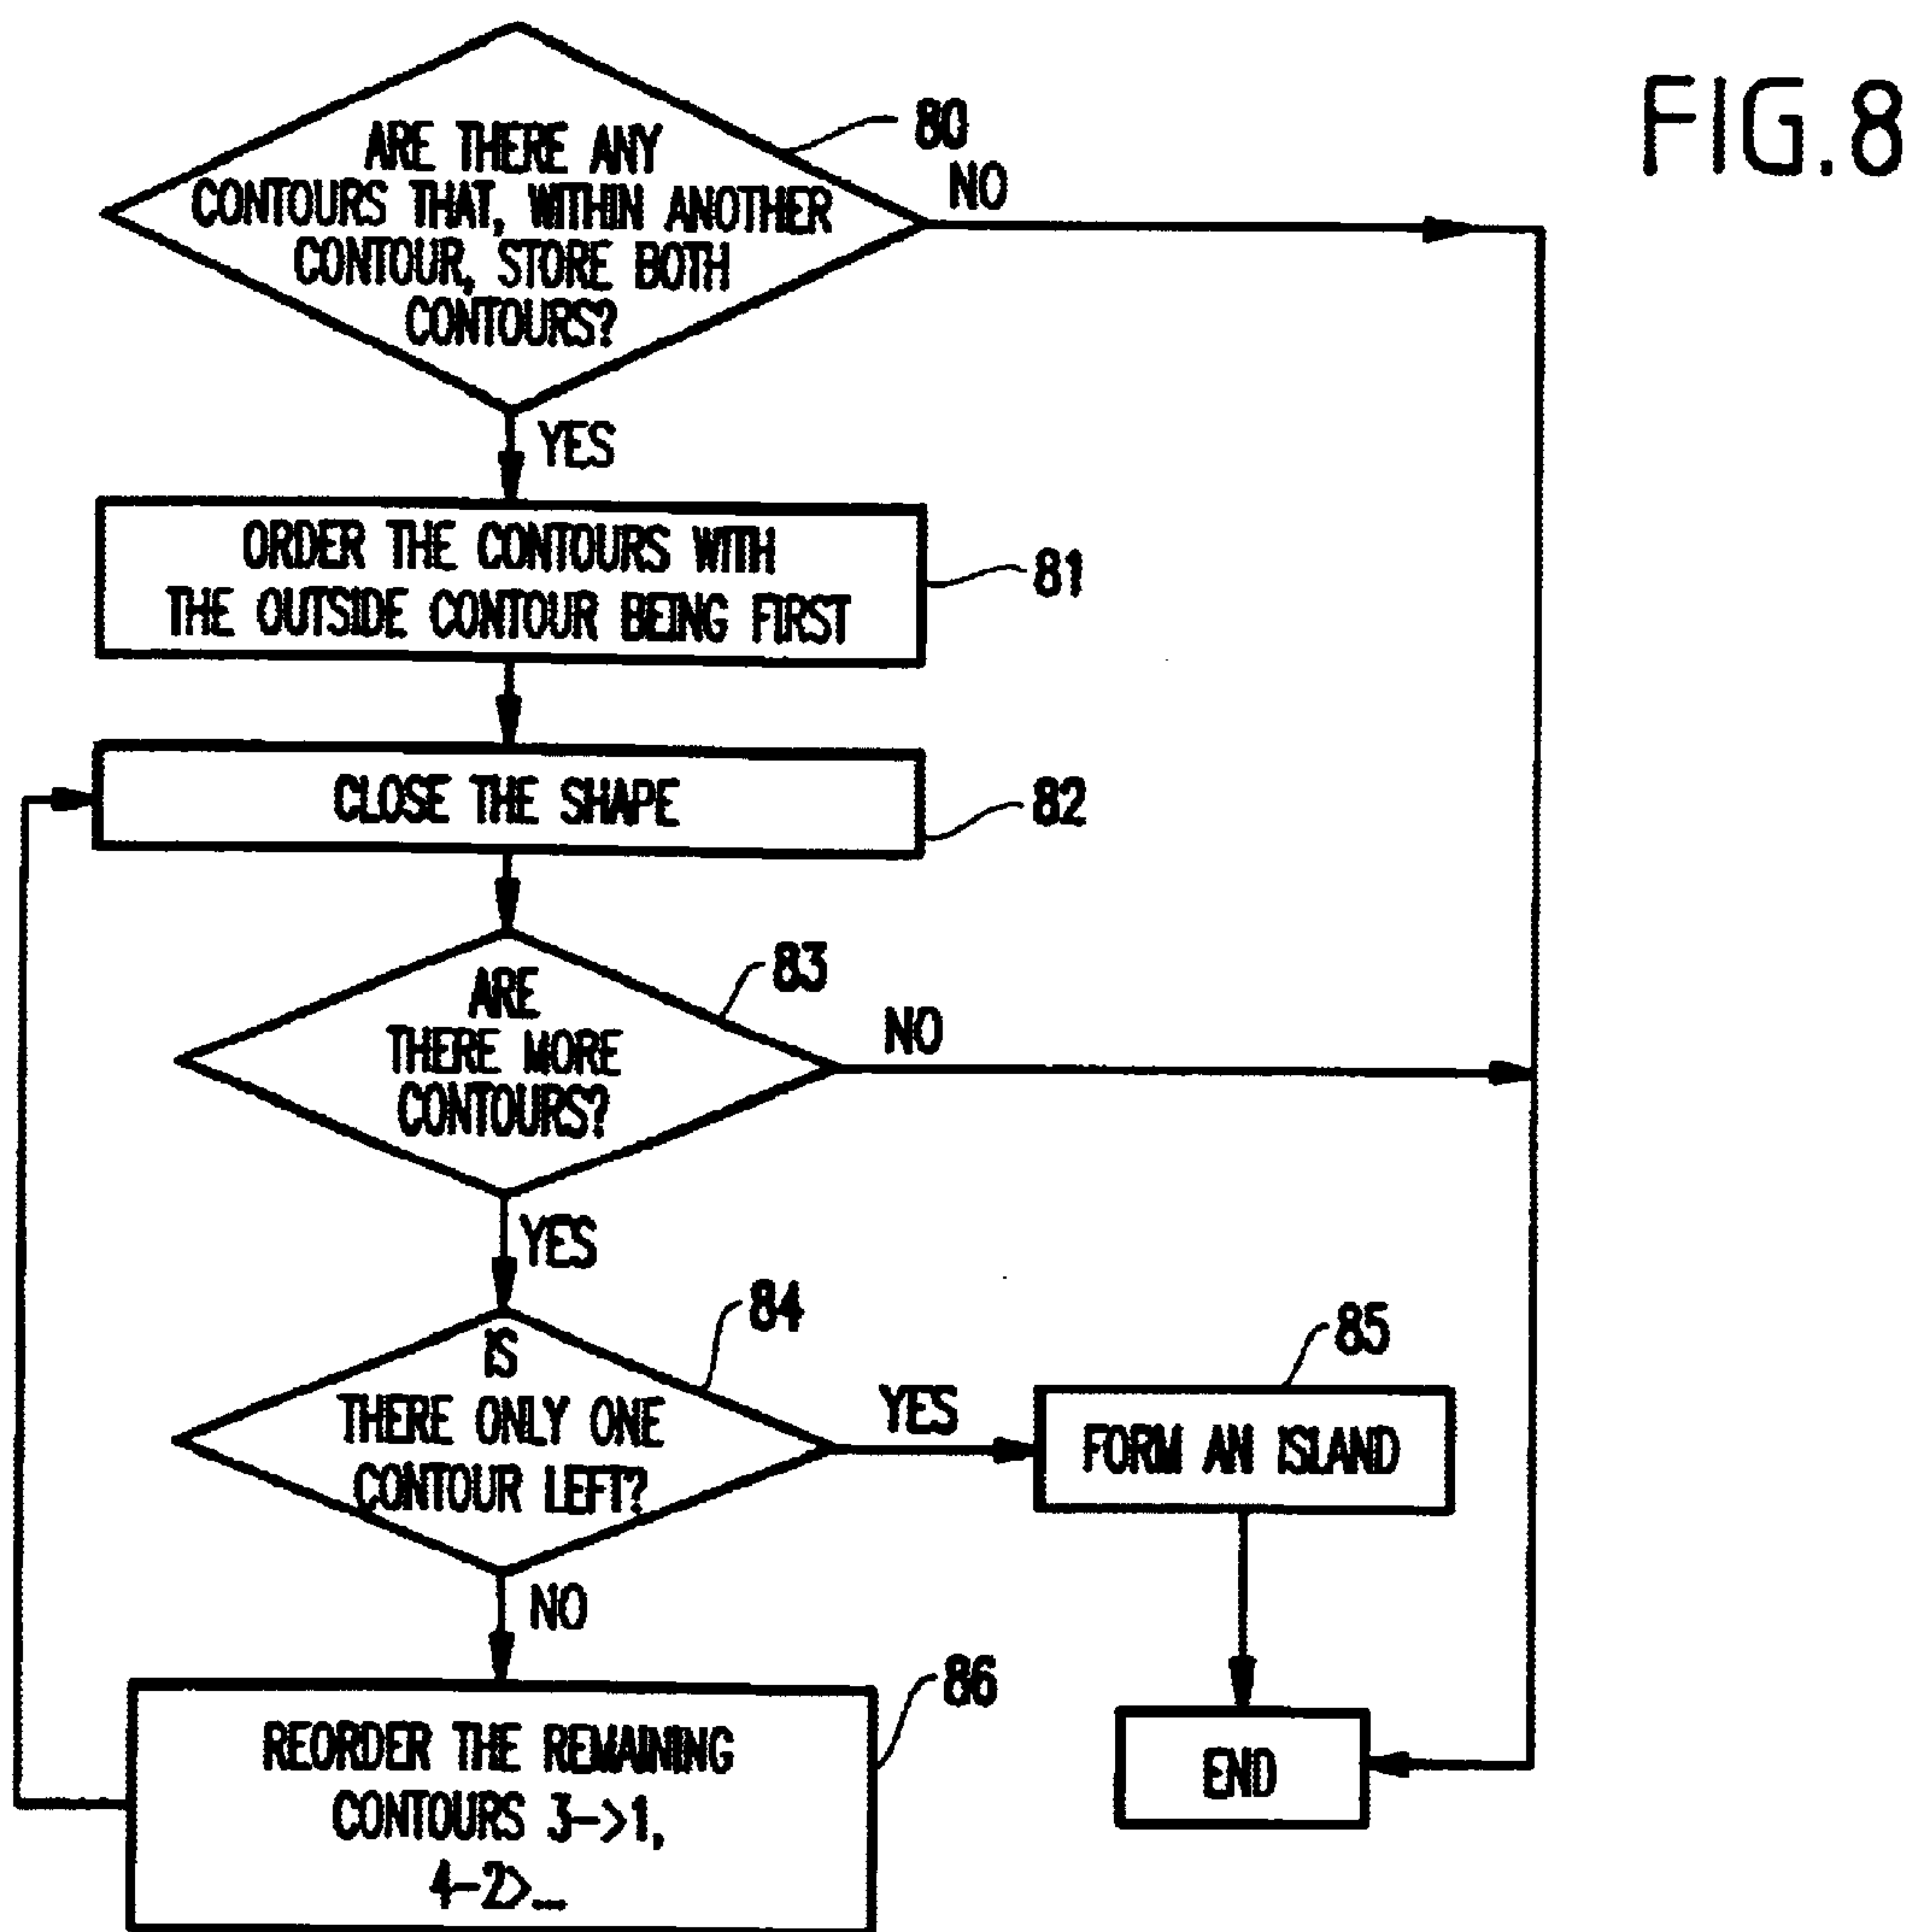 FIG.8
ARE THERE ANY
CONTOURS THAT, WITHIN ANOTHER
CONTOUR, STORE BOTH
CONTOURS?
80
NO
YES
ORDER THE CONTOURS WITH
THE OUTSIDE CONTOUR BEING FIRST
81
CLOSE THE SHAPE
82
ARE
THERE MORE
CONTOURS?
83
NO
YES
IS
THERE ONLY ONE
CONTOUR LEFT?
84
YES
FORM AN ISLAND
85
NO
REORDER THE REMAINING
CONTOURS 3->1,
4-2>...
86
END